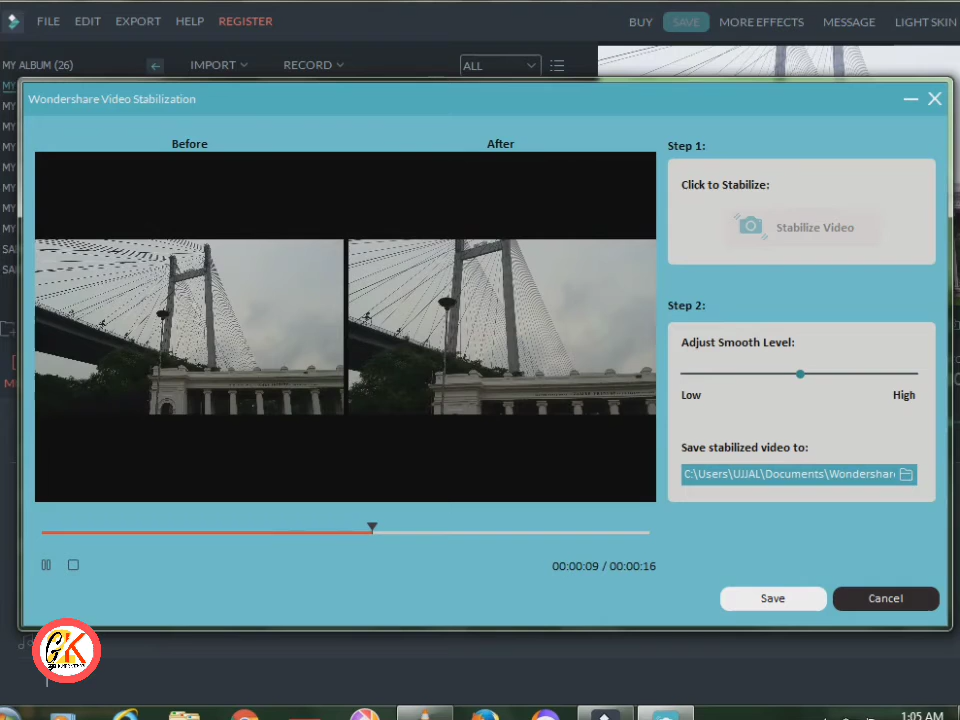 FILE EDIT EXPORT HELP REGISTER BUY SAVE MORE EFFECTS MESSAGE LIGHT SKIN
MY ALBUM (26) IMPORT RECORD ALL
Wondershare Video Stabilization
Before After
Step 1:
Click to Stabilize:
Stabilize Video
Step 2:
Adjust Smooth Level:
Low High
Save stabilized video to:
C:\Users\UJJAL\Documents\Wondershar
00:00:09 / 00:00:16
Save Cancel
GK
1:05 AM